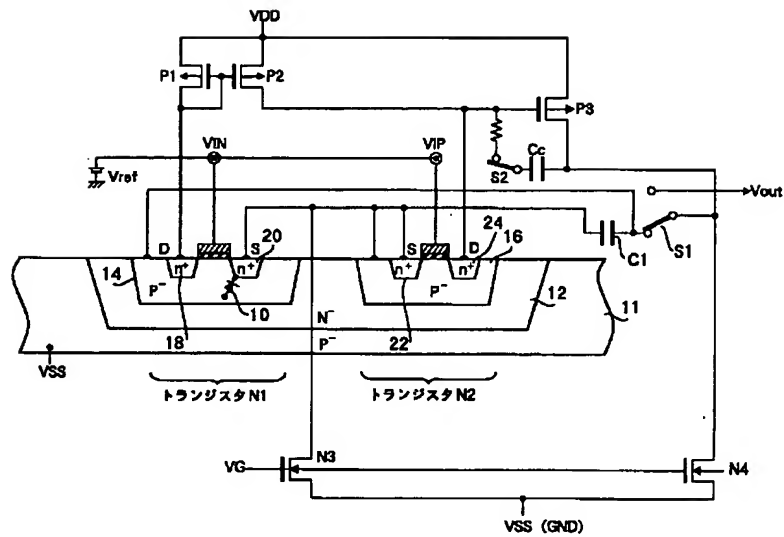 VDD
P1
P2
P3
VIN
VIP
Vref
S2
Cc
Vout
S1
C1
D
S
20
S
D
24
16
14
n+
n+
n+
n+
P-
P-
10
12
11
N-
18
22
P-
VSS
トランジスタN1
トランジスタN2
VG
N3
N4
VSS (GND)